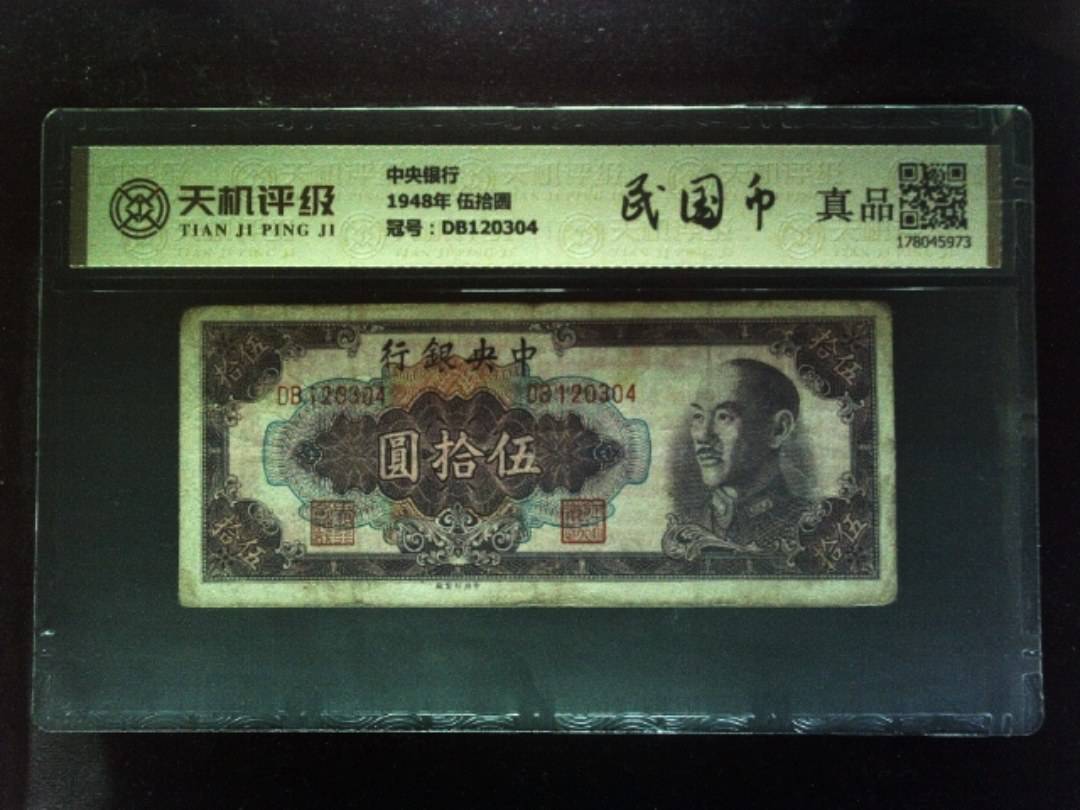 天机评级
TIAN JI PING JI
中央银行
1948年 伍拾圆
冠号：DB120304
民国币
真品
178045973
拾伍
拾伍
行銀央中
DB120304
DB120304
圓拾伍
拾伍
拾伍